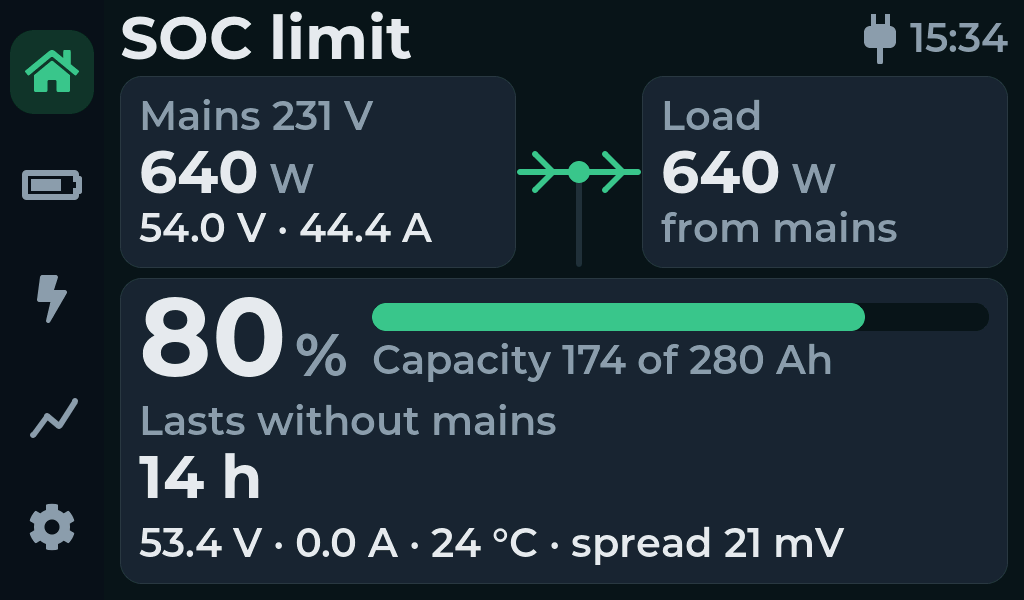 SOC limit
15:34
Mains 231 V
640 W
54.0 V · 44.4 A
Load
640 W
from mains
80 %
Capacity 174 of 280 Ah
Lasts without mains
14 h
53.4 V · 0.0 A · 24 °C · spread 21 mV